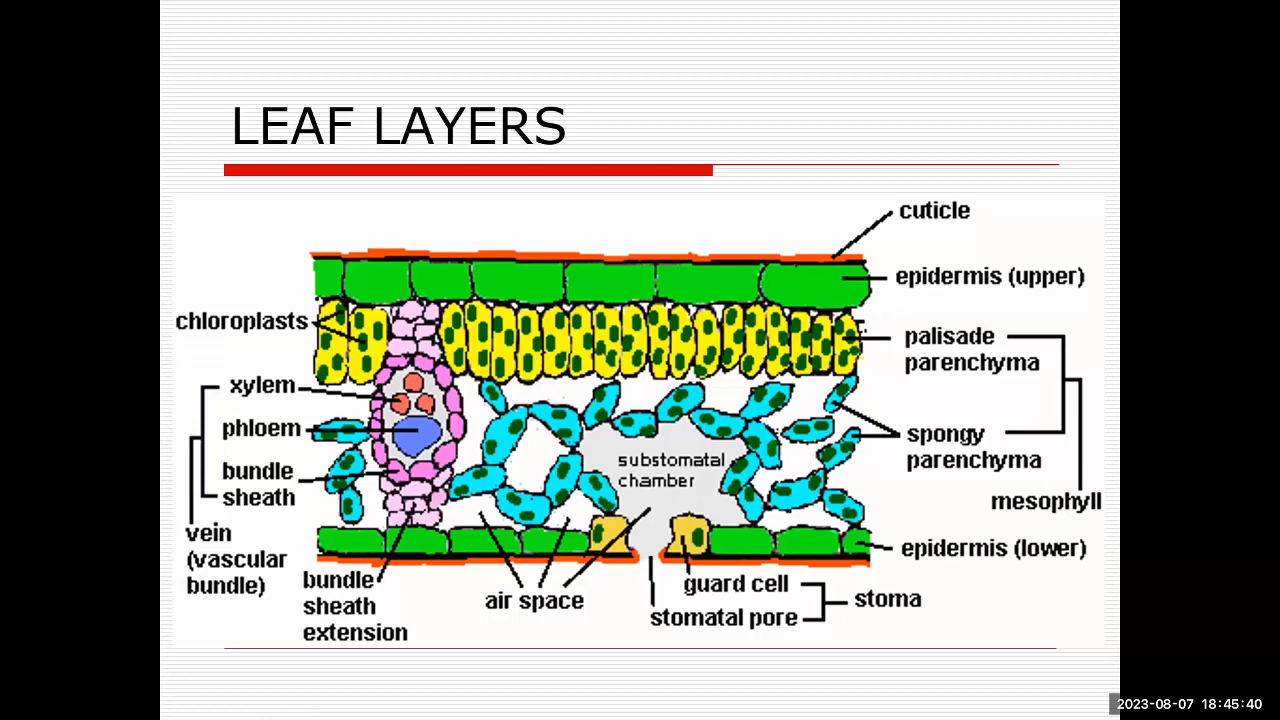 LEAF LAYERS
cuticle
epidermis (upper)
chloroplasts
palisade
parenchyma
xylem
phloem
spongy
parenchyma
substomatal
chamber
bundle
sheath
mesophyll
vein
(vascular
bundle)
epidermis (lower)
bundle
sheath
extension
air space
guard cell
stomatal pore
stoma
2023-08-07 18:45:40